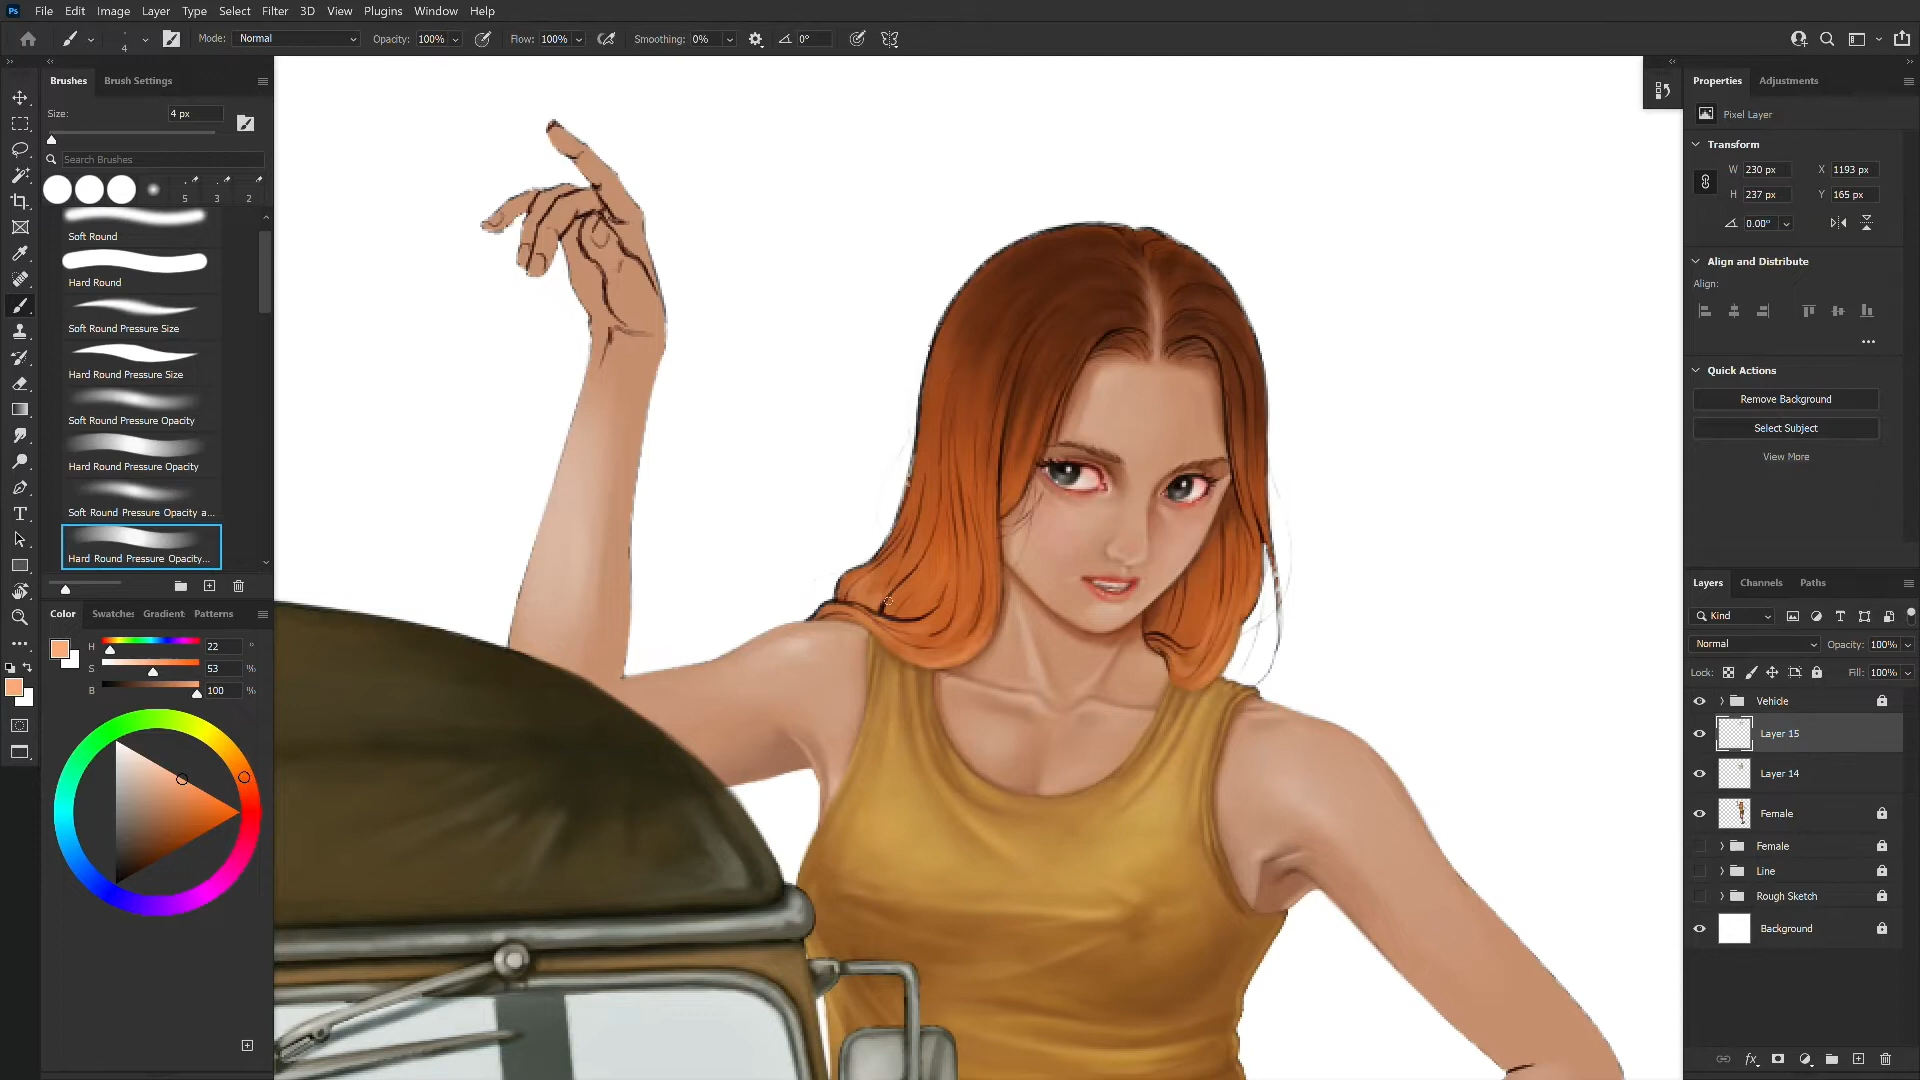 Ps File Edit Image Layer Type Select Filter 3D View Plugins Window Help
4 Mode: Normal Opacity: 100% Flow: 100% Smoothing: 0% 0°
Brushes Brush Settings
Size: 4 px
Search Brushes
5 3 2
Soft Round
Hard Round
Soft Round Pressure Size
Hard Round Pressure Size
Soft Round Pressure Opacity
Hard Round Pressure Opacity
Soft Round Pressure Opacity a...
Hard Round Pressure Opacity...
Color Swatches Gradient Patterns
H 22 °
S 53 %
B 100 %
Properties Adjustments
Pixel Layer
Transform
W 230 px X 1193 px
H 237 px Y 165 px
0.00°
Align and Distribute
Align:
Quick Actions
Remove Background
Select Subject
View More
Layers Channels Paths
Kind
Normal Opacity: 100%
Lock: Fill: 100%
Vehicle
Layer 15
Layer 14
Female
Female
Line
Rough Sketch
Background
fx